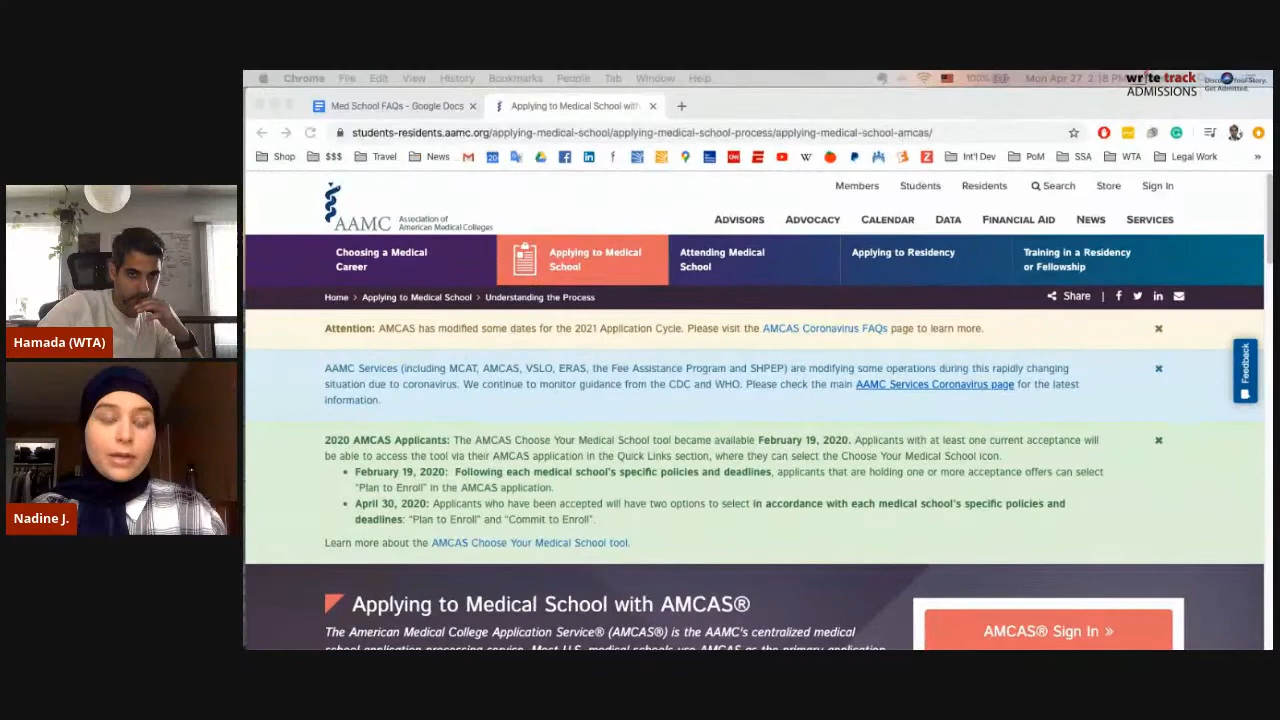 Chrome File Edit View History Bookmarks People Tab Window Help 100% Mon Apr 27 2:18 PM
write track
ADMISSIONS
Get Admitted.
Med School FAQs - Google Docs
Applying to Medical School with
students-residents.aamc.org/applying-medical-school/applying-medical-school-process/applying-medical-school-amcas/
Shop $$$ Travel News Int'l Dev PoM SSA WTA Legal Work »
Members Students Residents Search Store Sign In
AAMC Association of
American Medical Colleges
ADVISORS ADVOCACY CALENDAR DATA FINANCIAL AID NEWS SERVICES
Choosing a Medical
Career
Applying to Medical
School
Attending Medical
School
Applying to Residency
Training in a Residency
or Fellowship
Home > Applying to Medical School > Understanding the Process
Share
Attention: AMCAS has modified some dates for the 2021 Application Cycle. Please visit the AMCAS Coronavirus FAQs page to learn more.
AAMC Services (including MCAT, AMCAS, VSLO, ERAS, the Fee Assistance Program and SHPEP) are modifying some operations during this rapidly changing
situation due to coronavirus. We continue to monitor guidance from the CDC and WHO. Please check the main AAMC Services Coronavirus page for the latest
information.
Feedback
2020 AMCAS Applicants: The AMCAS Choose Your Medical School tool became available February 19, 2020. Applicants with at least one current acceptance will
be able to access the tool via their AMCAS application in the Quick Links section, where they can select the Choose Your Medical School icon.
February 19, 2020: Following each medical school's specific policies and deadlines, applicants that are holding one or more acceptance offers can select
"Plan to Enroll" in the AMCAS application.
April 30, 2020: Applicants who have been accepted will have two options to select in accordance with each medical school's specific policies and
deadlines: "Plan to Enroll" and "Commit to Enroll".
Learn more about the AMCAS Choose Your Medical School tool.
Applying to Medical School with AMCAS®
The American Medical College Application Service® (AMCAS®) is the AAMC's centralized medical
school application processing service. Most U.S. medical schools use AMCAS as the primary application
AMCAS® Sign In »
Hamada (WTA)
Nadine J.